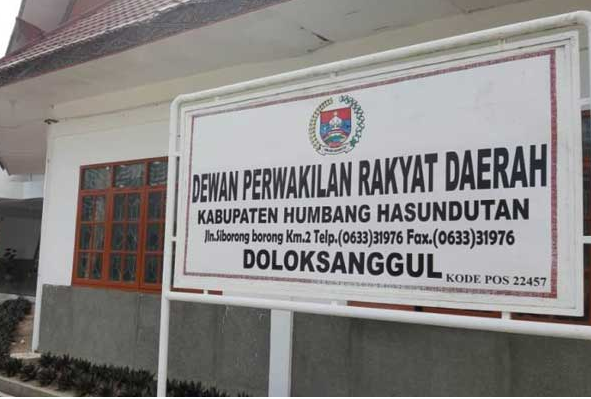 DEWAN PERWAKILAN RAKYAT DAERAH
KABUPATEN HUMBANG HASUNDUTAN
Jln.Siborong borong Km.2 Telp.(0633)31976 Fax.(0633)31976
DOLOKSANGGUL
KODE POS 22457